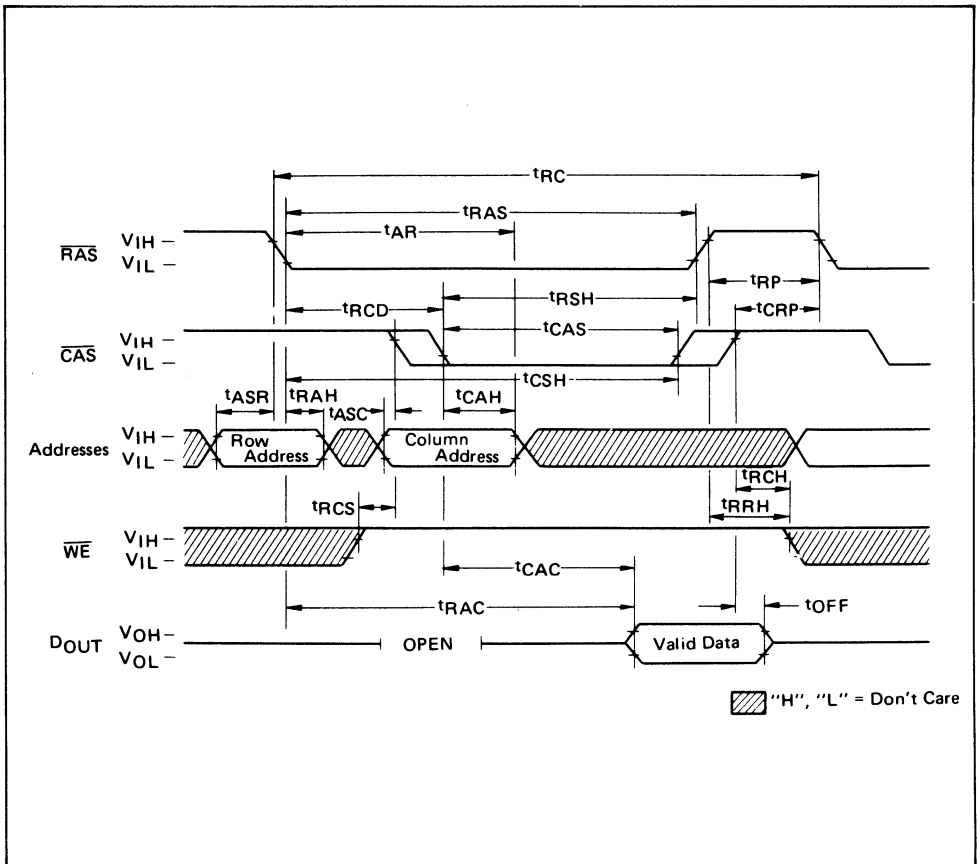 tRC
tRAS
tAR
RAS
VIH –
VIL –
tRP
tRSH
tRCD
tCRP
tCAS
CAS
VIH –
VIL –
tCSH
tASR
tRAH
tASC
tCAH
Addresses
VIH –
VIL –
Row
Address
Column
Address
tRCH
tRCS
tRRH
WE
VIH –
VIL –
tCAC
tRAC
tOFF
DOUT
VOH –
VOL –
OPEN
Valid Data
"H", "L" = Don't Care